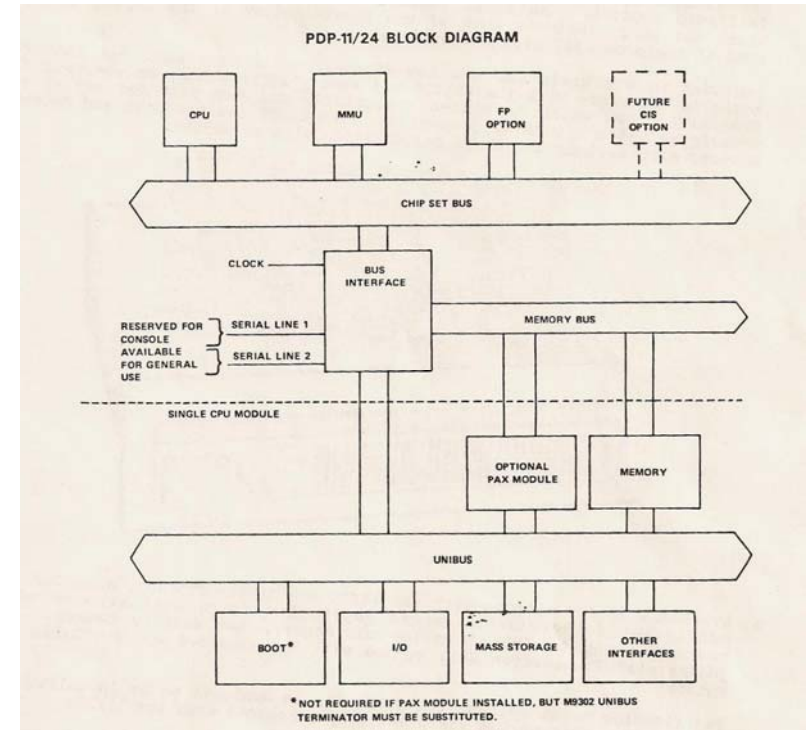 PDP-11/24 BLOCK DIAGRAM
CPU
MMU
FP
OPTION
FUTURE
CIS
OPTION
CHIP SET BUS
CLOCK
BUS
INTERFACE
RESERVED FOR
CONSOLE
SERIAL LINE 1
AVAILABLE
FOR GENERAL
USE
SERIAL LINE 2
MEMORY BUS
SINGLE CPU MODULE
OPTIONAL
PAX MODULE
MEMORY
UNIBUS
BOOT*
I/O
MASS STORAGE
OTHER
INTERFACES
*NOT REQUIRED IF PAX MODULE INSTALLED, BUT M9302 UNIBUS
TERMINATOR MUST BE SUBSTITUTED.